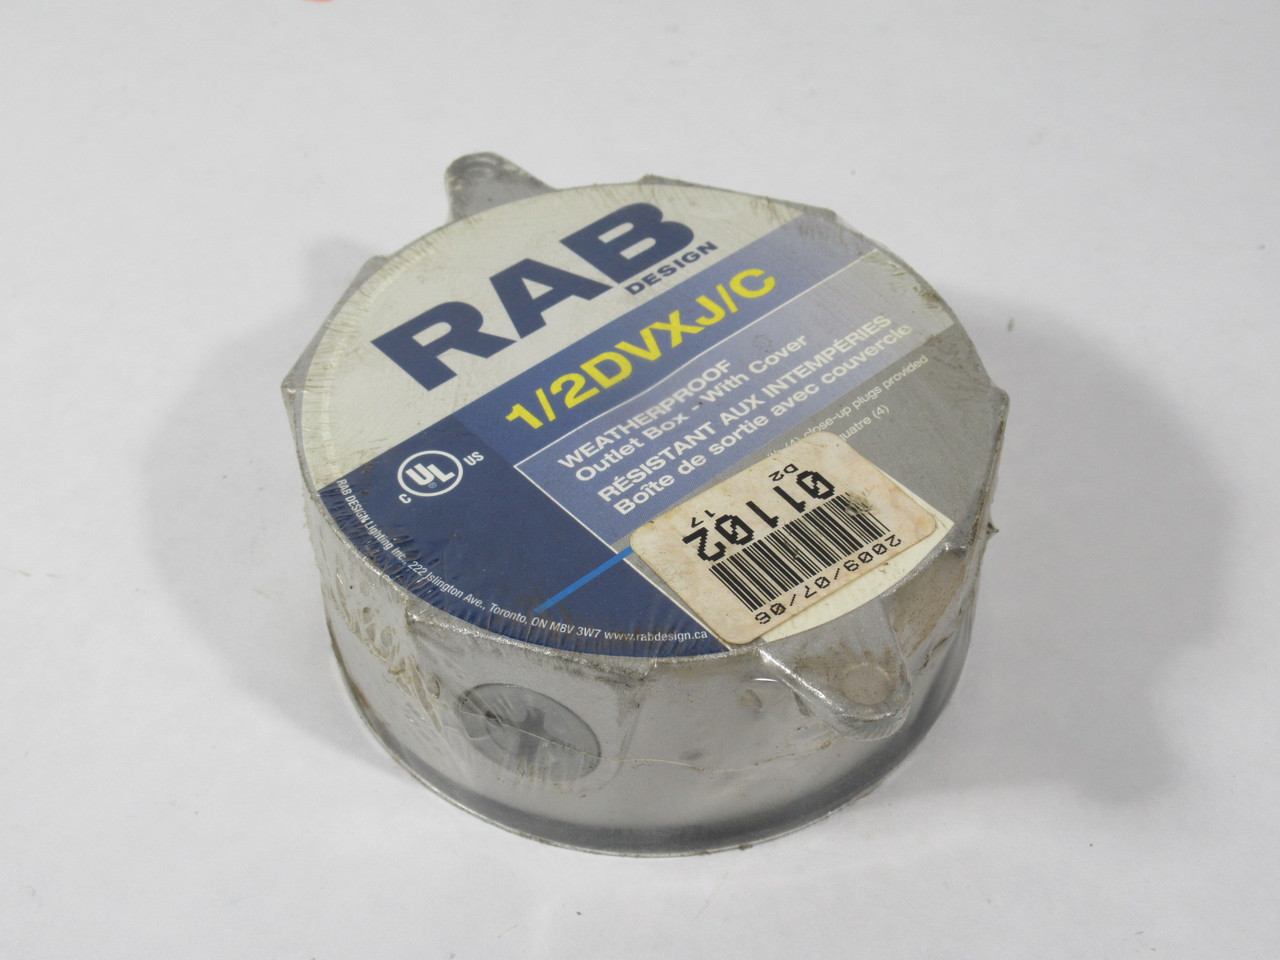 RAB
DESIGN
1/2DVXJ/C
WEATHERPROOF
Outlet Box - With Cover
RÉSISTANT AUX INTEMPÉRIES
Boîte de sortie avec couvercle
(4) close-up plugs provided
quatre (4)
C UL US
®
RAB DESIGN Lighting Inc., 222 Islington Ave., Toronto, ON M8V 3W7 www.rabdesign.ca
2009/07/06
011102
D2
17